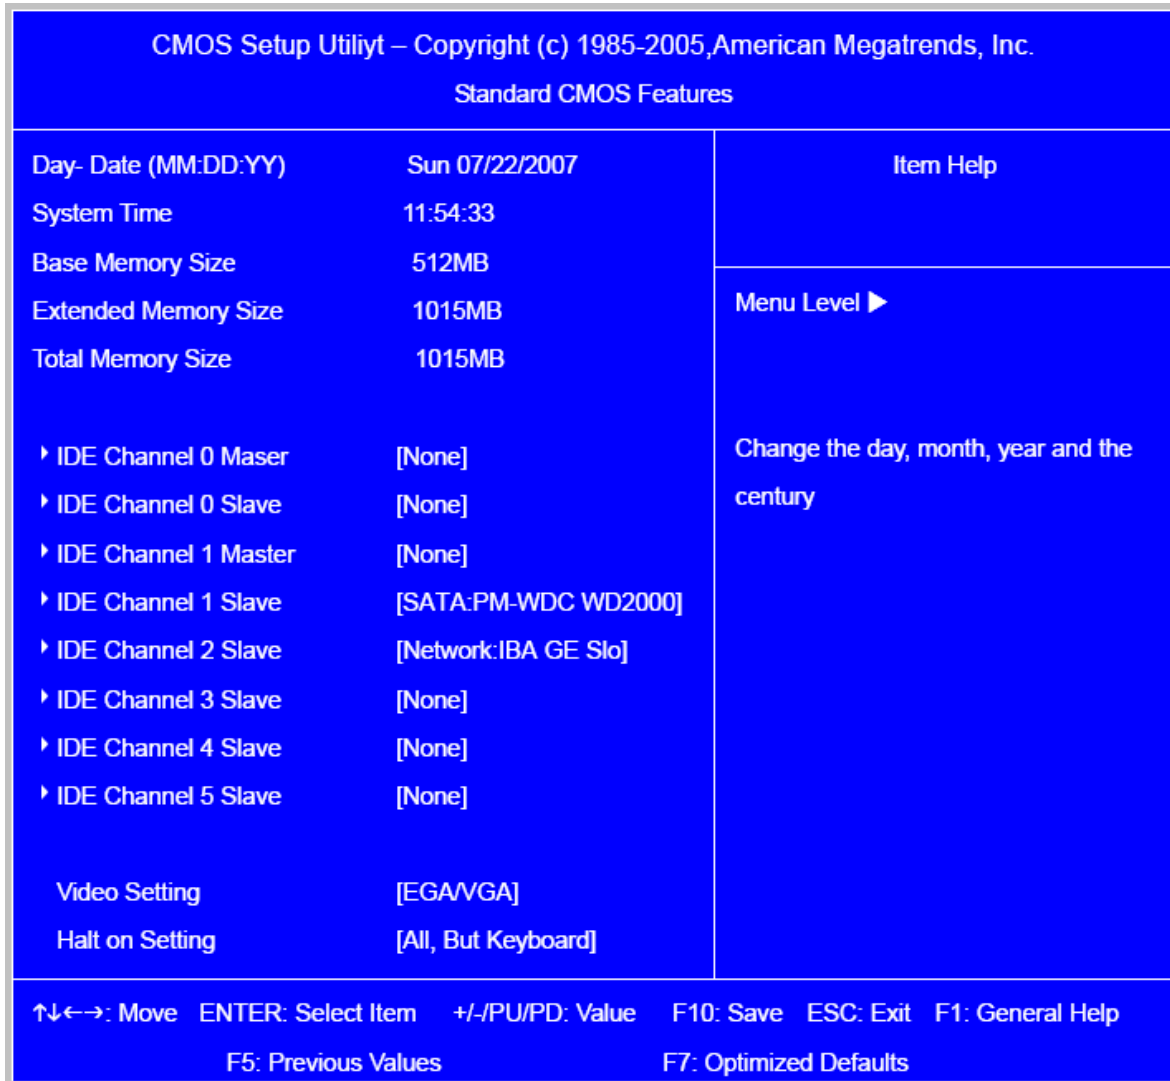 CMOS Setup Utiliyt – Copyright (c) 1985-2005,American Megatrends, Inc.
Standard CMOS Features
Day- Date (MM:DD:YY) Sun 07/22/2007
System Time 11:54:33
Base Memory Size 512MB
Extended Memory Size 1015MB
Total Memory Size 1015MB
IDE Channel 0 Maser [None]
IDE Channel 0 Slave [None]
IDE Channel 1 Master [None]
IDE Channel 1 Slave [SATA:PM-WDC WD2000]
IDE Channel 2 Slave [Network:IBA GE Slo]
IDE Channel 3 Slave [None]
IDE Channel 4 Slave [None]
IDE Channel 5 Slave [None]
Video Setting [EGA/VGA]
Halt on Setting [All, But Keyboard]
Item Help
Menu Level ▶
Change the day, month, year and the
century
↑↓←→: Move ENTER: Select Item +/-/PU/PD: Value F10: Save ESC: Exit F1: General Help
F5: Previous Values F7: Optimized Defaults